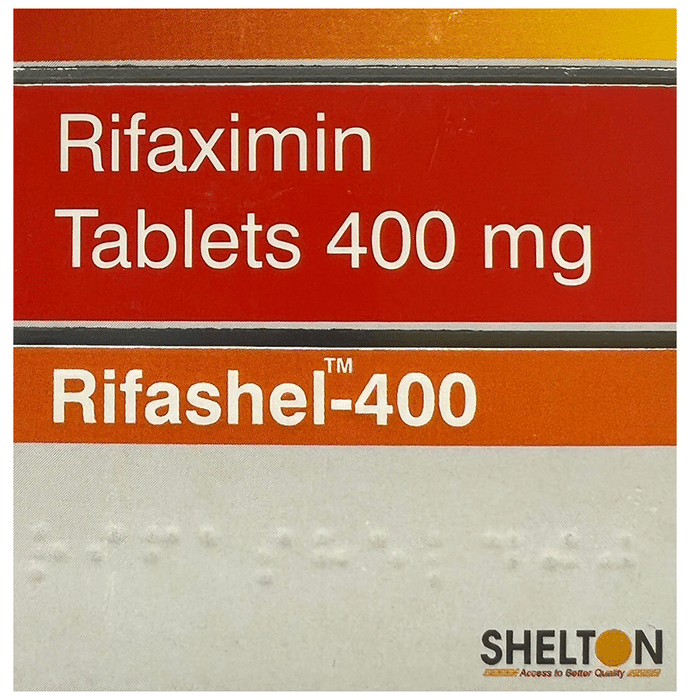 Rifaximin
Tablets 400 mg
Rifashel™-400
SHELTON
Access to Better Quality